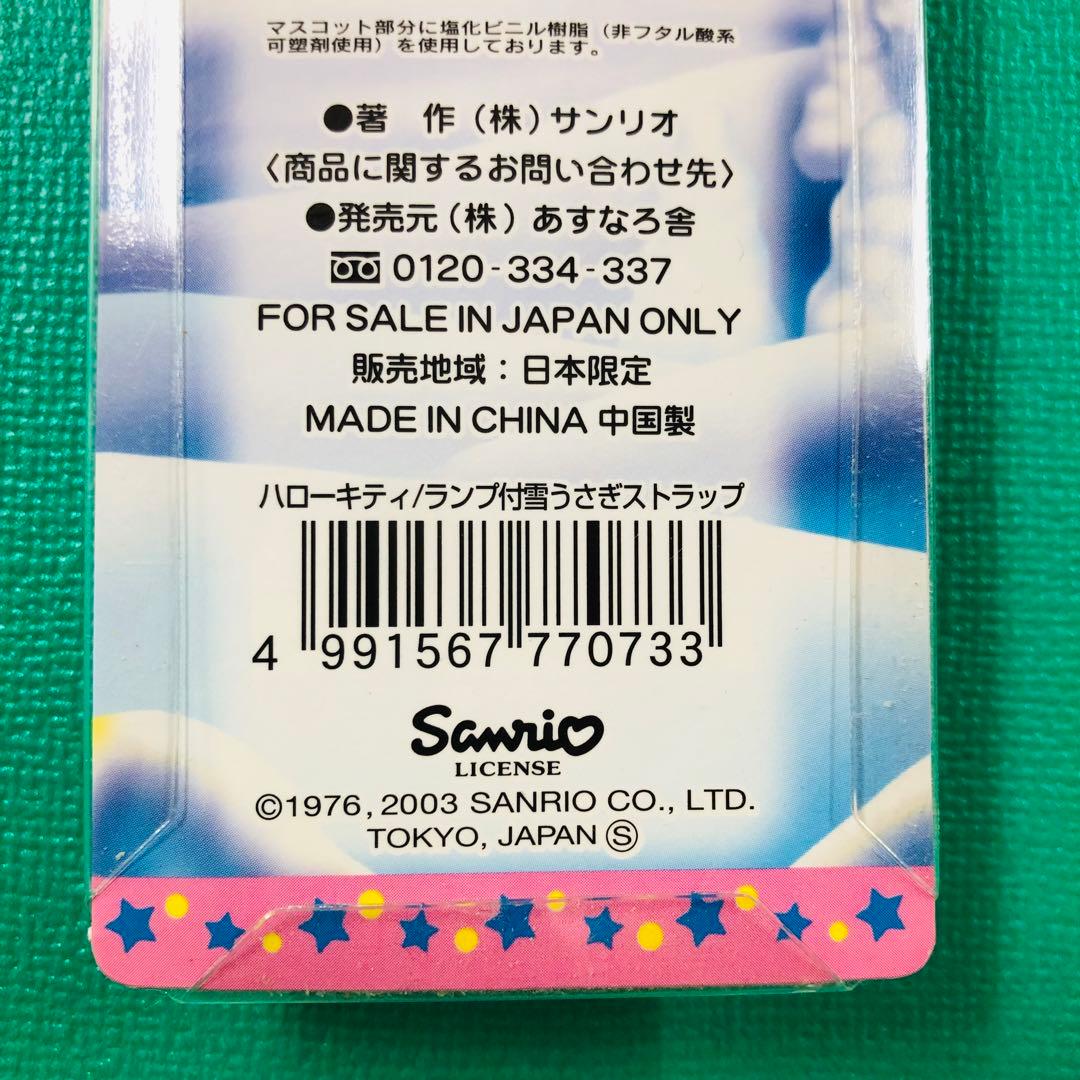 マスコット部分に塩化ビニル樹脂（非フタル酸系
可塑剤使用）を使用しております。
●著　作（株）サンリオ
〈商品に関するお問い合わせ先〉
●発売元（株）あすなろ舎
0120-334-337
FOR SALE IN JAPAN ONLY
販売地域：日本限定
MADE IN CHINA 中国製
ハローキティ/ランプ付雪うさぎストラップ
4 991567 770733
Sanrio
LICENSE
©1976, 2003 SANRIO CO., LTD.
TOKYO, JAPAN Ⓢ